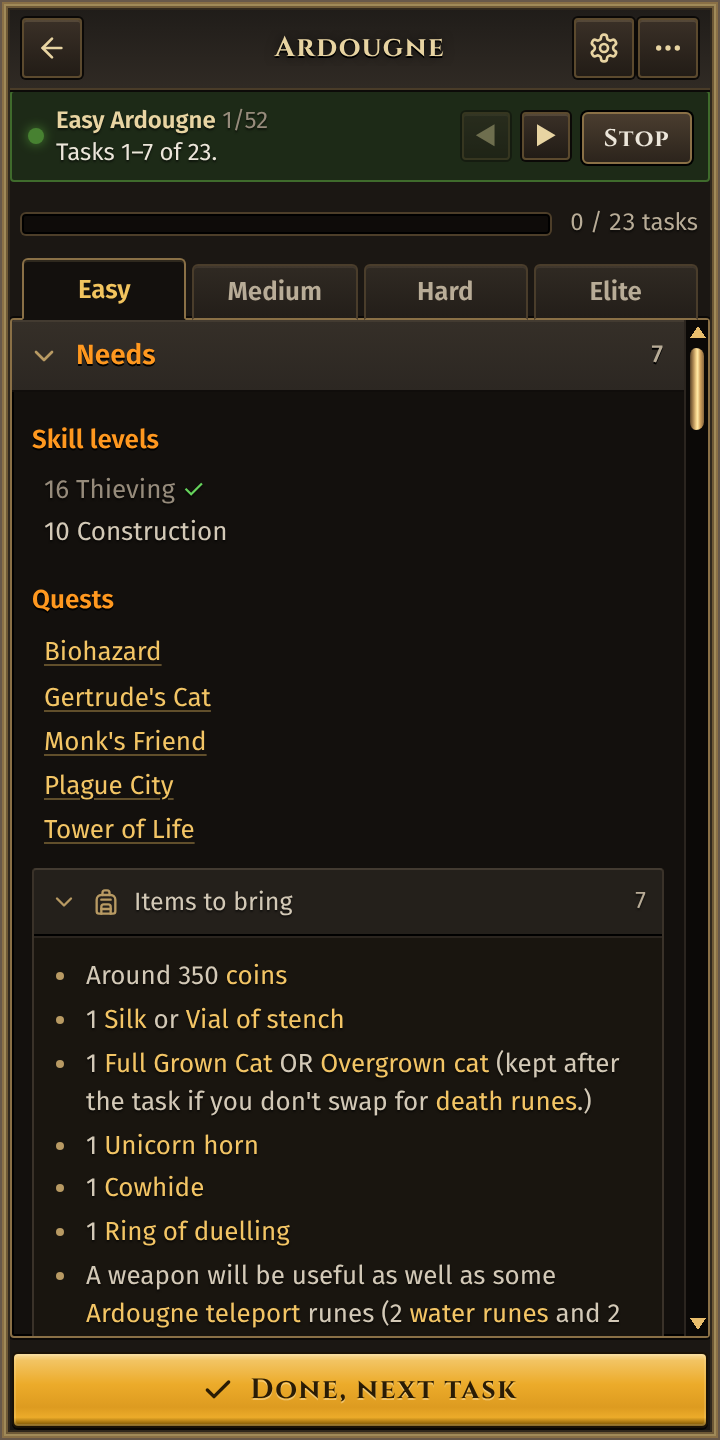 Ardougne
Easy Ardougne 1/52
Tasks 1–7 of 23.
Stop
0 / 23 tasks
Easy
Medium
Hard
Elite
Needs
7
Skill levels
16 Thieving
10 Construction
Quests
Biohazard
Gertrude's Cat
Monk's Friend
Plague City
Tower of Life
Items to bring
7
Around 350 coins
1 Silk or Vial of stench
1 Full Grown Cat OR Overgrown cat (kept after
the task if you don't swap for death runes.)
1 Unicorn horn
1 Cowhide
1 Ring of duelling
A weapon will be useful as well as some
Ardougne teleport runes (2 water runes and 2
Done, next task